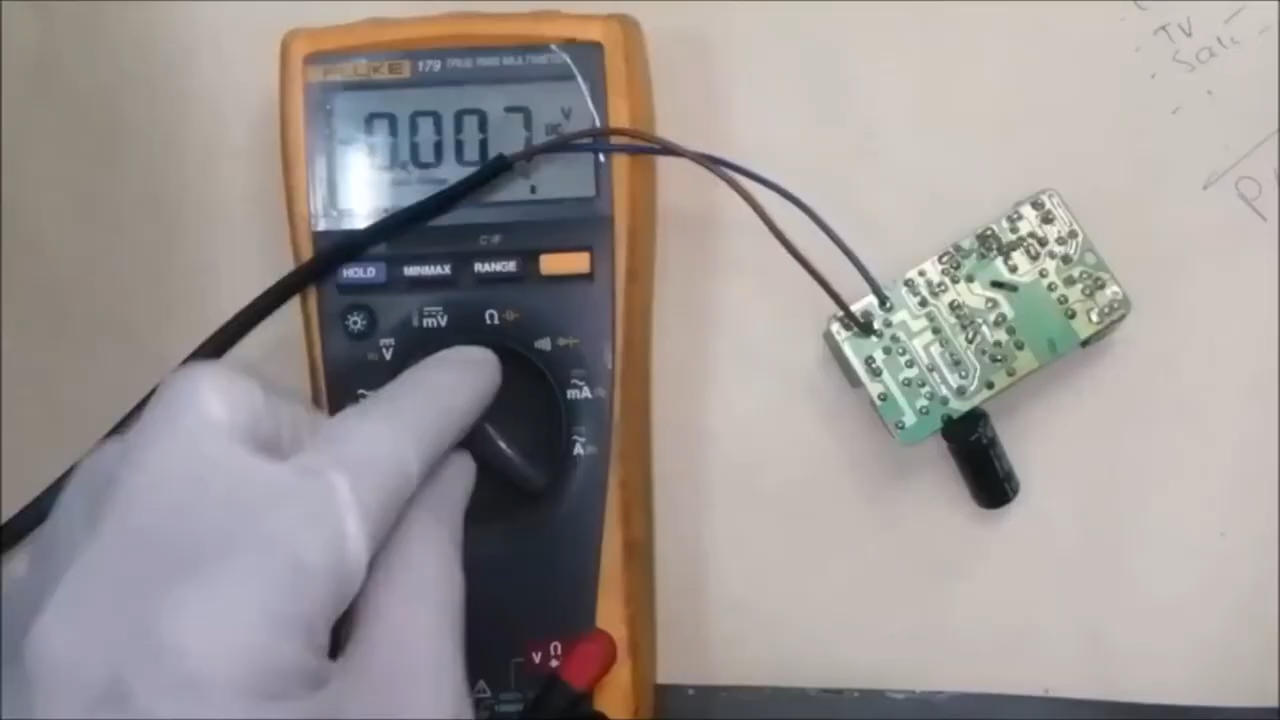 FLUKE 179 TRUE RMS MULTIMETER
0.007 V
DC
HOLD MINMAX RANGE
mV Ω
V
mA
A
V Ω
TV